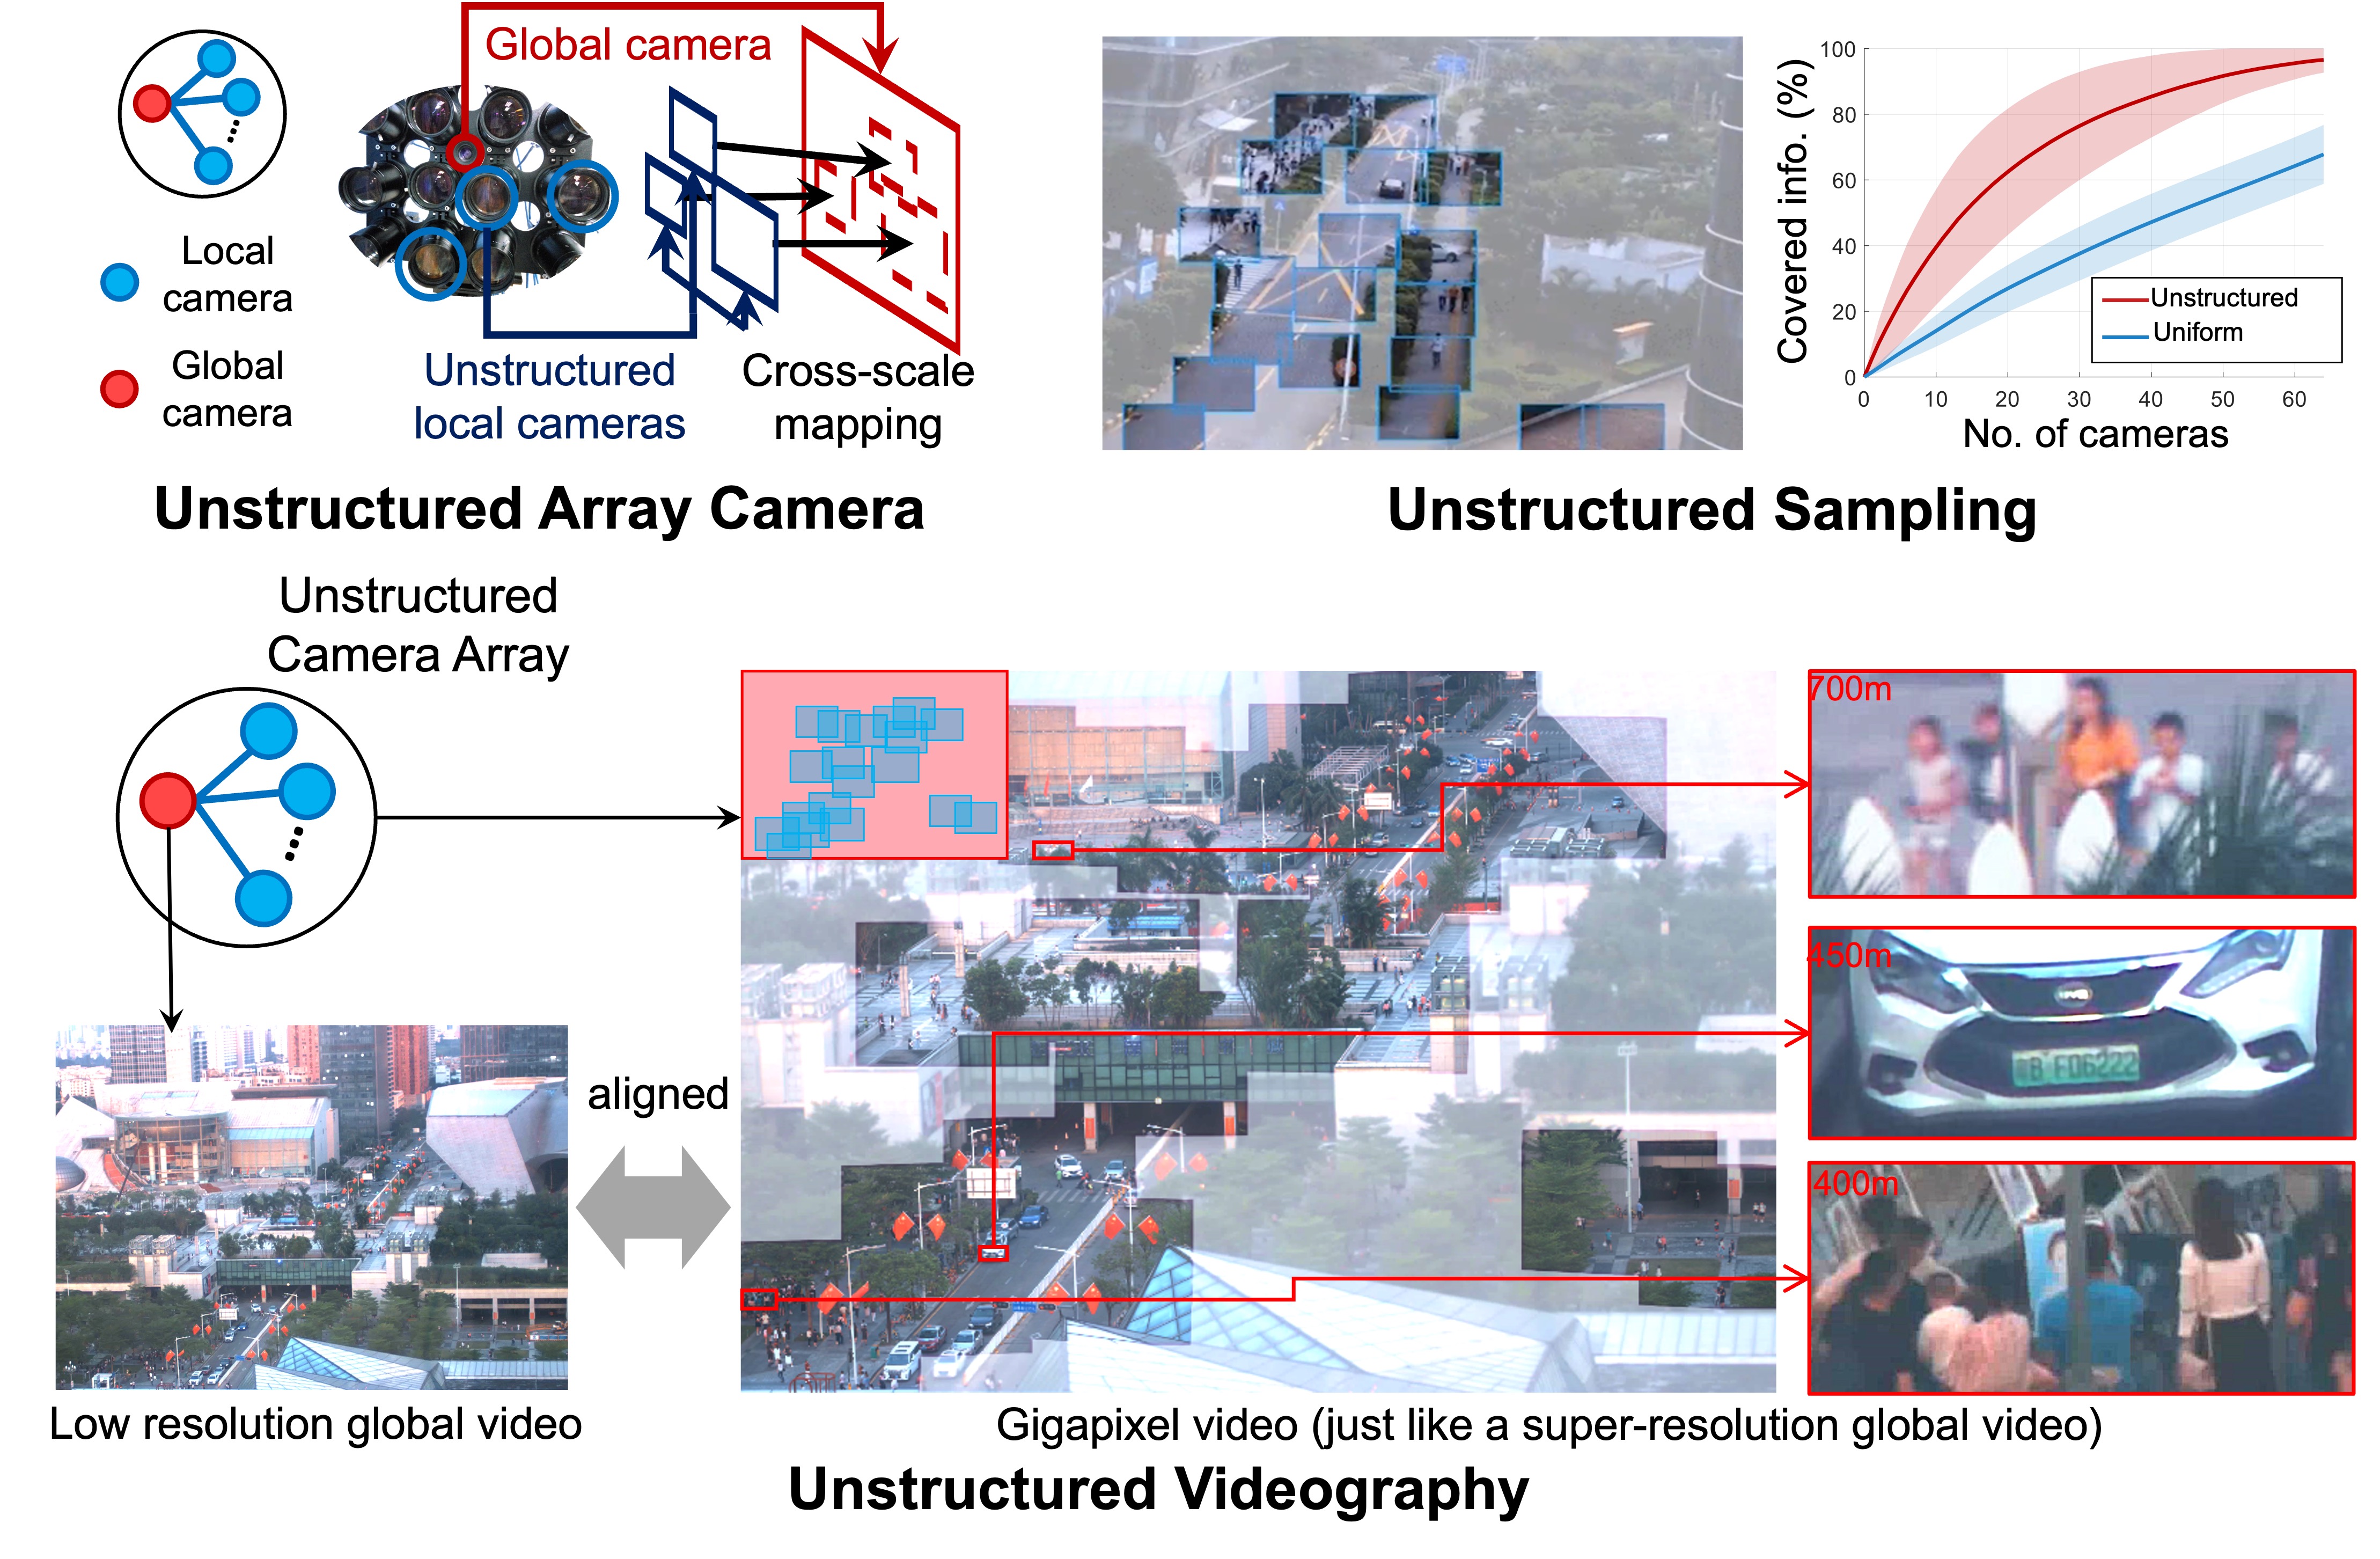 Global camera
Local
camera
Global
camera
Unstructured
local cameras
Cross-scale
mapping
Unstructured Array Camera
Covered info. (%)
100
80
60
40
20
0
0 10 20 30 40 50 60
No. of cameras
Unstructured
Uniform
Unstructured Sampling
Unstructured
Camera Array
aligned
700m
450m
F06222
400m
Low resolution global video
Gigapixel video (just like a super-resolution global video)
Unstructured Videography